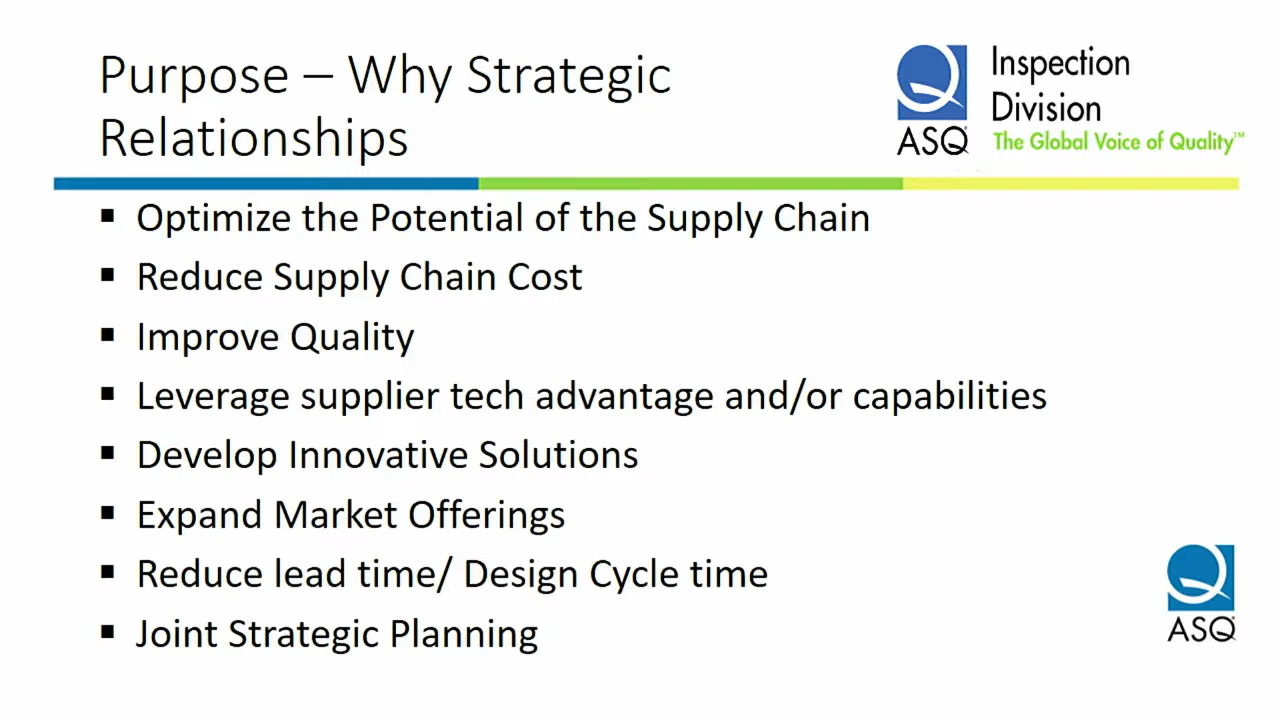 Purpose – Why Strategic
Relationships
ASQ
Inspection
Division
The Global Voice of Quality™
▪ Optimize the Potential of the Supply Chain
▪ Reduce Supply Chain Cost
▪ Improve Quality
▪ Leverage supplier tech advantage and/or capabilities
▪ Develop Innovative Solutions
▪ Expand Market Offerings
▪ Reduce lead time/ Design Cycle time
▪ Joint Strategic Planning
ASQ